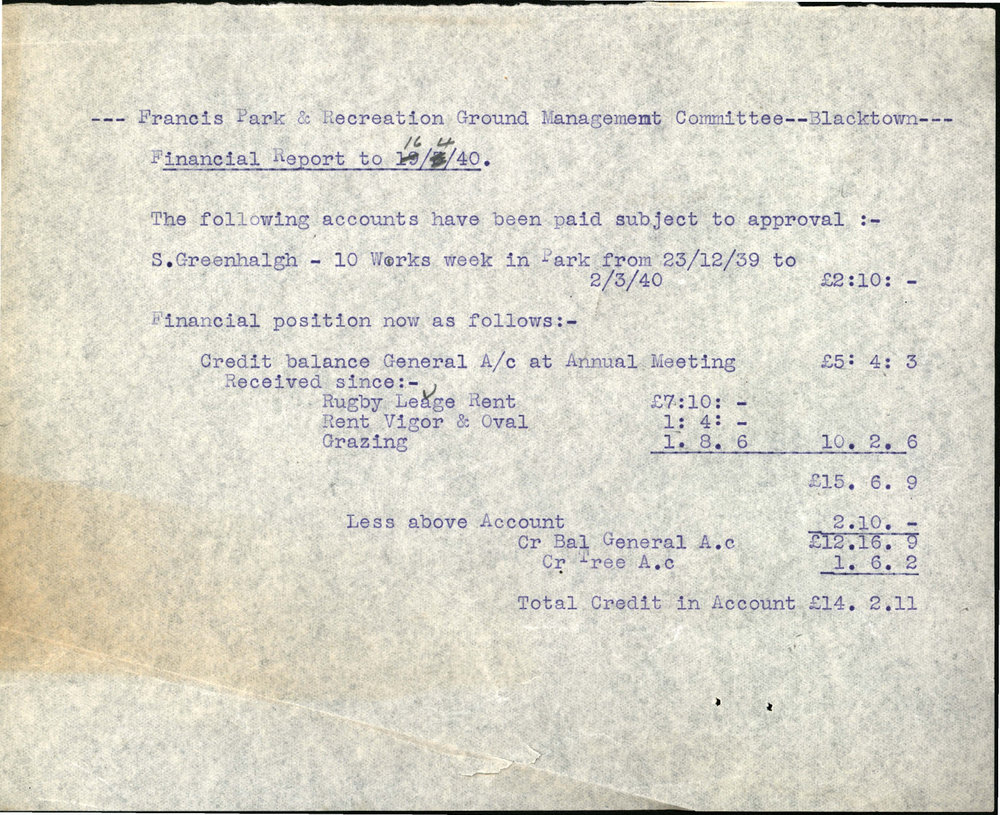 --- Francis Park & Recreation Ground Management Committee--Blacktown---
16 4
Financial Report to 19/3/40.
The following accounts have been paid subject to approval :-
S.Greenhalgh - 10 Works week in Park from 23/12/39 to
2/3/40 £2:10: -
Financial position now as follows:-
Credit balance General A/c at Annual Meeting £5: 4: 3
Received since:-
Rugby Leage Rent £7:10: -
Rent Vigor & Oval 1: 4: -
Grazing 1. 8. 6 10. 2. 6
£15. 6. 9
Less above Account 2.10. -
Cr Bal General A.c £12.16. 9
Cr Tree A.c 1. 6. 2
Total Credit in Account £14. 2.11